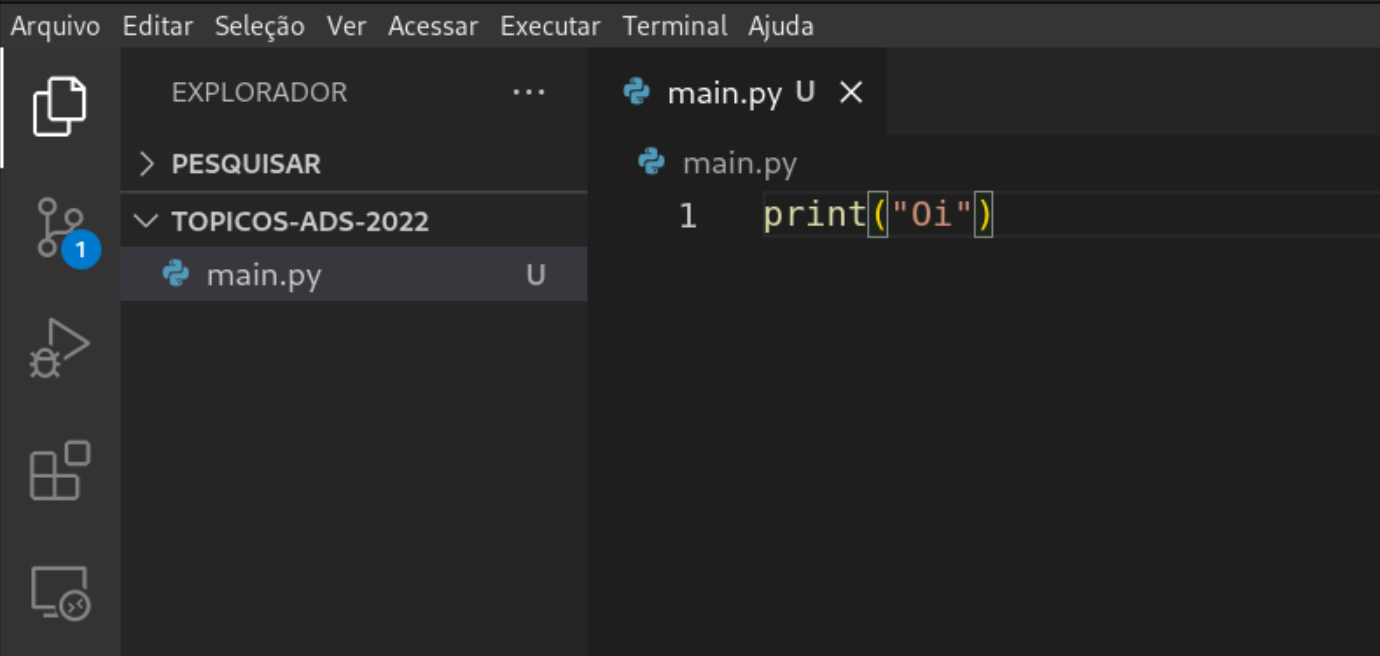 Arquivo Editar Seleção Ver Acessar Executar Terminal Ajuda
EXPLORADOR ...
PESQUISAR
TOPICOS-ADS-2022
main.py U
1
main.py U
main.py
1 print("Oi")